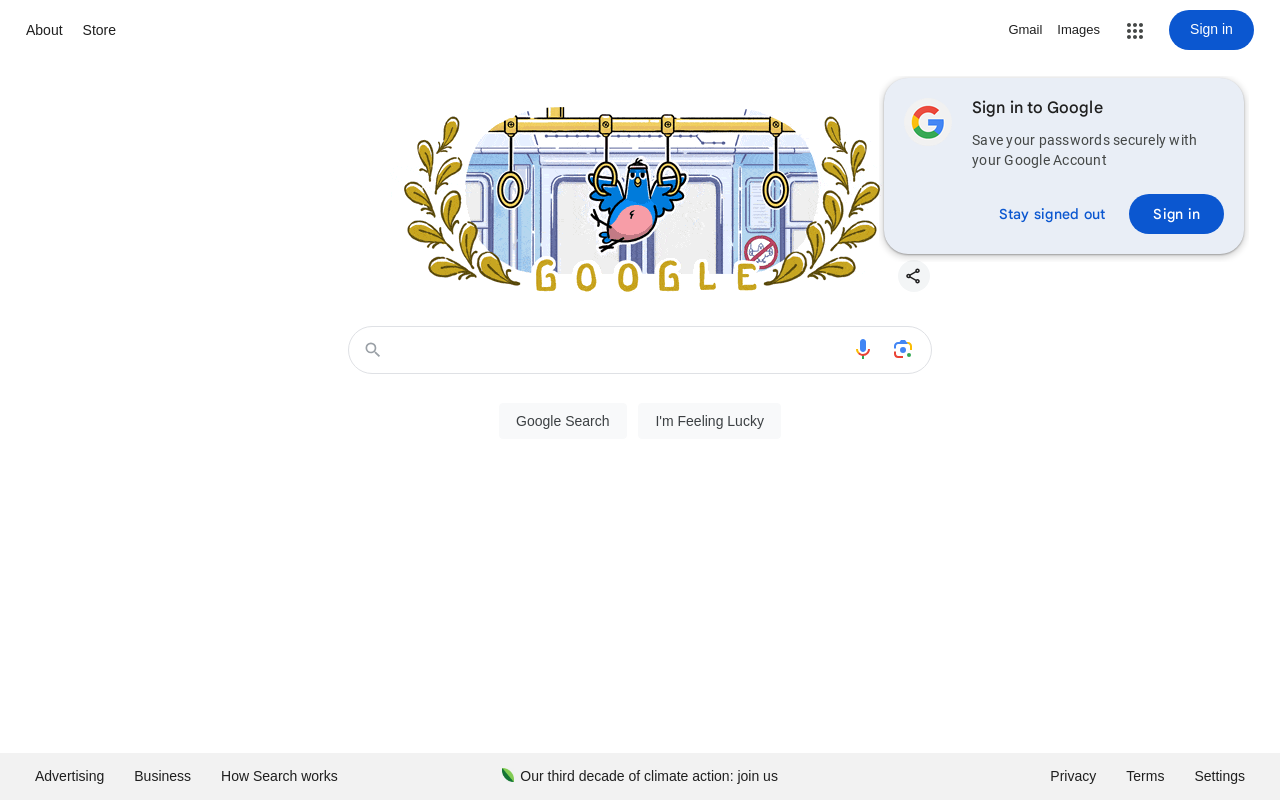 About Store
Gmail Images
Sign in
Sign in to Google
Save your passwords securely with
your Google Account
Stay signed out
Sign in
GOOGLE
Google Search
I'm Feeling Lucky
Advertising Business How Search works
Our third decade of climate action: join us
Privacy Terms Settings